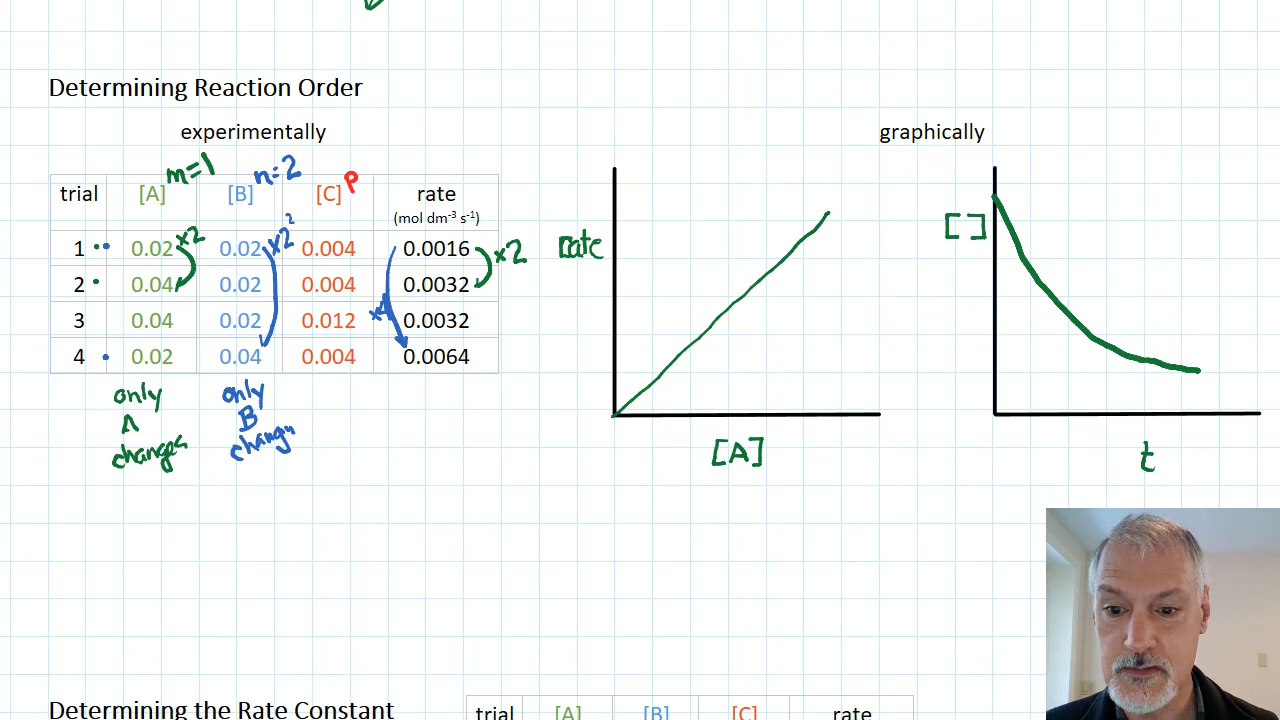 Determining Reaction Order
experimentally
graphically
m=1
n=2
P
trial [A] [B] [C] rate
(mol dm-3 s-1)
1 0.02 0.02 0.004 0.0016
×2
×2²
×2
2 0.04 0.02 0.004 0.0032
3 0.04 0.02 0.012 0.0032
×4
4 0.02 0.04 0.004 0.0064
only
A
changes
only
B
rate
[A]
[ ]
t
Determining the Rate Constant
trial [A] [B] [C] rate